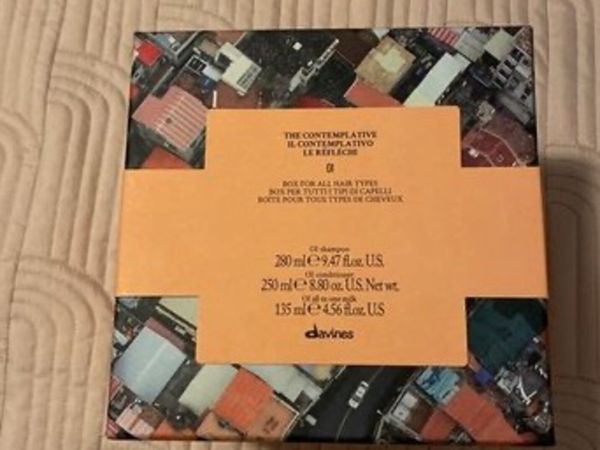 THE CONTEMPLATIVE
IL CONTEMPLATIVO
LE RÉFLÉCHI
OI
BOX FOR ALL HAIR TYPES
BOX PER TUTTI I TIPI DI CAPELLI
BOÎTE POUR TOUS TYPES DE CHEVEUX
OI shampoo
280 ml ℮ 9.47 fl.oz. U.S.
OI conditioner
250 ml ℮ 8.80 oz. U.S. Net wt.
OI all in one milk
135 ml ℮ 4.56 fl.oz. U.S
davines